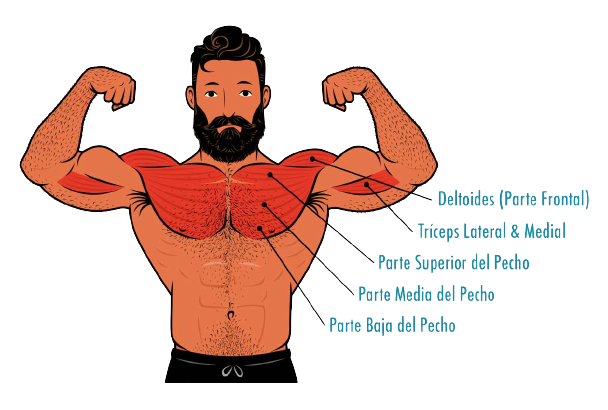 Deltoides (Parte Frontal)
Tríceps Lateral & Medial
Parte Superior del Pecho
Parte Media del Pecho
Parte Baja del Pecho